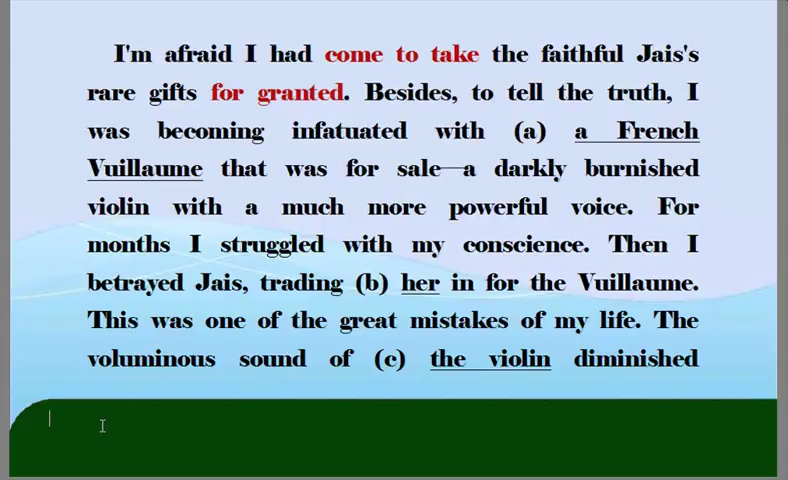 I'm afraid I had come to take the faithful Jais's
rare gifts for granted. Besides, to tell the truth, I
was becoming infatuated with (a) a French
Vuillaume that was for sale—a darkly burnished
violin with a much more powerful voice. For
months I struggled with my conscience. Then I
betrayed Jais, trading (b) her in for the Vuillaume.
This was one of the great mistakes of my life. The
voluminous sound of (c) the violin diminished